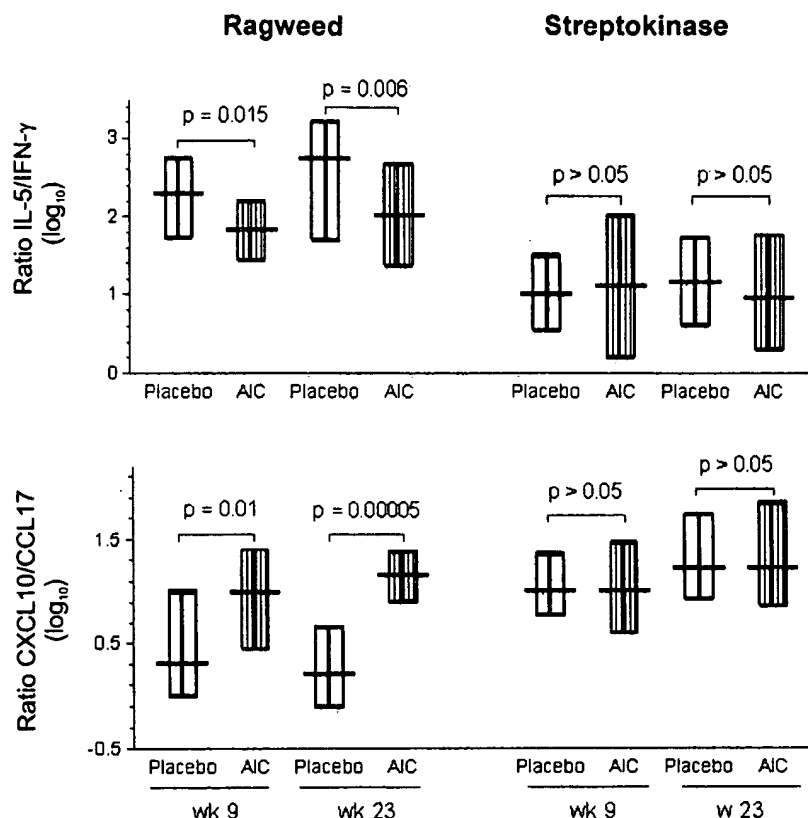 Ragweed Streptokinase
Ratio IL-5/IFN-γ
(log₁₀)
3
2
1
0
p = 0.015
p = 0.006
p > 0.05
p > 0.05
Placebo AIC Placebo AIC Placebo AIC Placebo AIC
Ratio CXCL10/CCL17
(log₁₀)
1.5
0.5
-0.5
p = 0.01
p = 0.00005
p > 0.05
p > 0.05
Placebo AIC Placebo AIC Placebo AIC Placebo AIC
wk 9 wk 23 wk 9 w 23